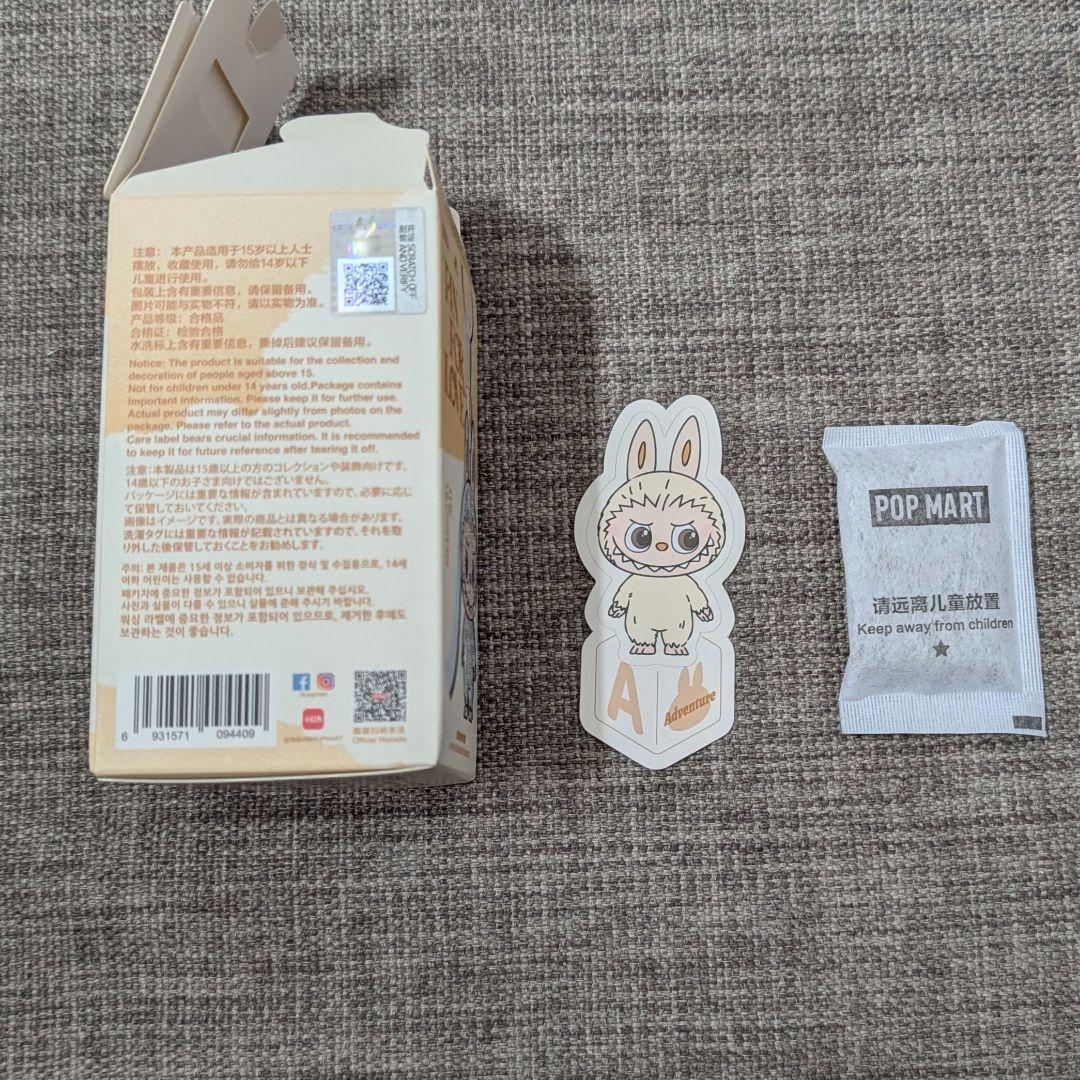 注意： 本产品适用于15岁以上人士
摆放，收藏使用，请勿给14岁以下
儿童进行使用。
包装上含有重要信息，请保留备用。
图片可能与实物不符，请以实物为准。
产品等级：合格品
合格证：检验合格
水洗标上含有重要信息，撕掉后建议保留备用。
Notice: The product is suitable for the collection and
decoration of people aged above 15.
Not for children under 14 years old.Package contains
Important information. Please keep it for further use.
Actual product may differ slightly from photos on the
package. Please refer to the actual product.
Care label bears crucial information. It is recommended
to keep it for future reference after tearing it off.
注意：本製品は15歳以上の方のコレクションや装飾向けです。
14歳以下のお子さま向けではございません。
パッケージには重要な情報が含まれていますので、必要に応じ
て保管しておいてください。
画像はイメージです。実際の商品とは異なる場合があります。
洗濯タグには重要な情報が記載されていますので、それを取
り外した後保管しておくことをお勧めします。
주의: 본 제품은 15세 이상 소비자를 위한 장식 및 수집용으로, 14세
이하 어린이는 사용할 수 없습니다.
패키지에 중요한 정보가 포함되어 있으니 보관해 주십시오.
사진과 실물이 다를 수 있으니 실물에 준해 주시기 바랍니다.
워싱 라벨에 중요한 정보가 포함되어 있으므로, 제거한 후에도
보관하는 것이 좋습니다.
SCRATCH OFF
AND VERIFY
6 931571 094409
小红书
Official Website
A
Adventure
POP MART
请远离儿童放置
Keep away from children